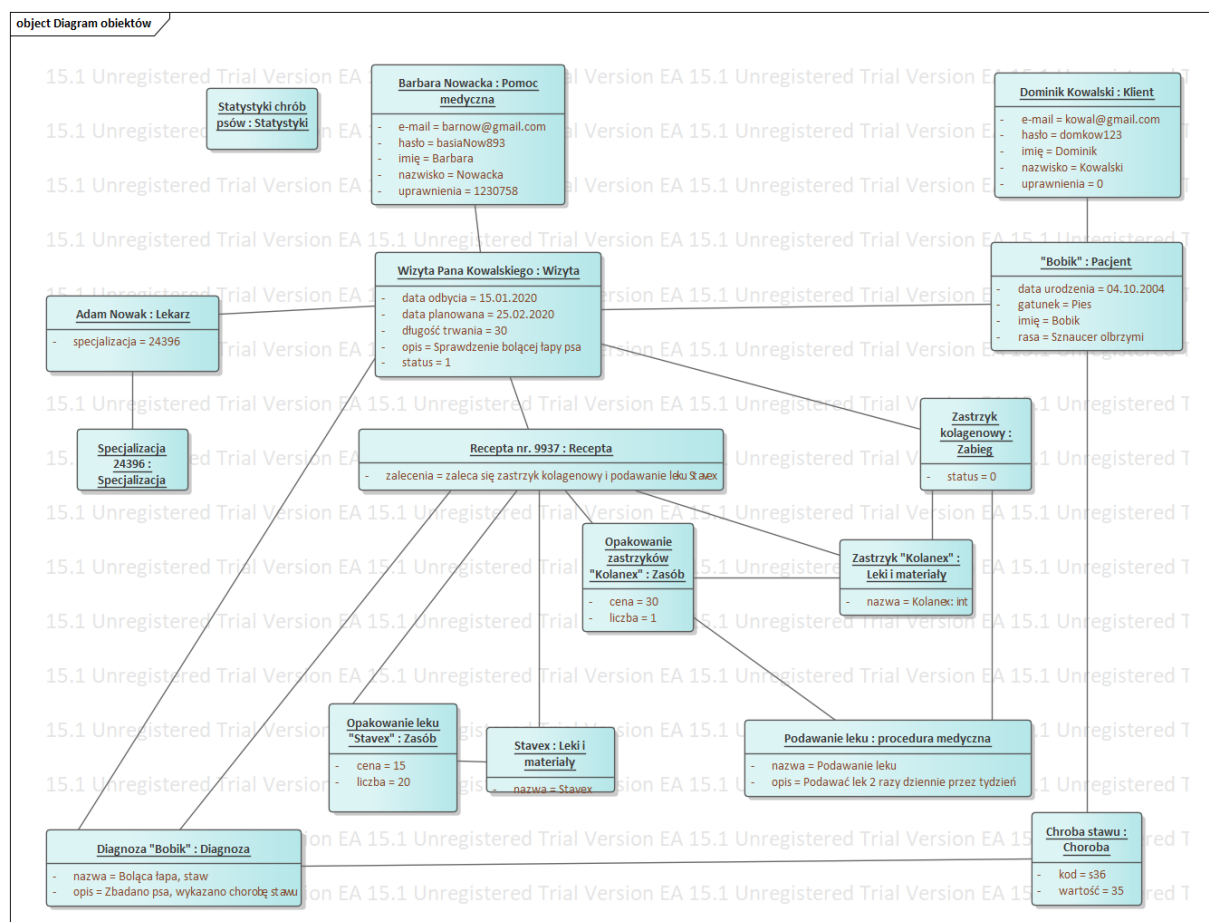 object Diagram obiektów
15.1 Unregistered Trial Version EA 15.1 Unregistered Trial Version EA 15.1 Unregistered Trial Version EA 15.1 Unregistered T
Statystyki chrób
psów : Statystyki
Barbara Nowacka : Pomoc
medyczna
- e-mail = barnow@gmail.com
- hasło = basiaNow893
- imię = Barbara
- nazwisko = Nowacka
- uprawnienia = 1230758
Dominik Kowalski : Klient
- e-mail = kowal@gmail.com
- hasło = domkow123
- imię = Dominik
- nazwisko = Kowalski
- uprawnienia = 0
Wizyta Pana Kowalskiego : Wizyta
- data odbycia = 15.01.2020
- data planowana = 25.02.2020
- długość trwania = 30
- opis = Sprawdzenie bolącej łapy psa
- status = 1
"Bobik" : Pacjent
- data urodzenia = 04.10.2004
- gatunek = Pies
- imię = Bobik
- rasa = Sznaucer olbrzymi
Adam Nowak : Lekarz
- specjalizacja = 24396
Specjalizacja
24396 :
Specjalizacja
Recepta nr. 9937 : Recepta
- zalecenia = zaleca się zastrzyk kolagenowy i podawanie leku Stavex
Zastrzyk
kolagenowy :
Zabieg
- status = 0
Opakowanie
zastrzyków
"Kolanex" : Zasób
- cena = 30
- liczba = 1
Zastrzyk "Kolanex" :
Leki i materiały
- nazwa = Kolanex: int
Opakowanie leku
"Stavex" : Zasób
- cena = 15
- liczba = 20
Stavex : Leki i
materiały
- nazwa = Stavex
Podawanie leku : procedura medyczna
- nazwa = Podawanie leku
- opis = Podawać lek 2 razy dziennie przez tydzień
Diagnoza "Bobik" : Diagnoza
- nazwa = Boląca łapa, staw
- opis = Zbadano psa, wykazano chorobę stawu
Chroba stawu :
Choroba
- kod = s36
- wartość = 35